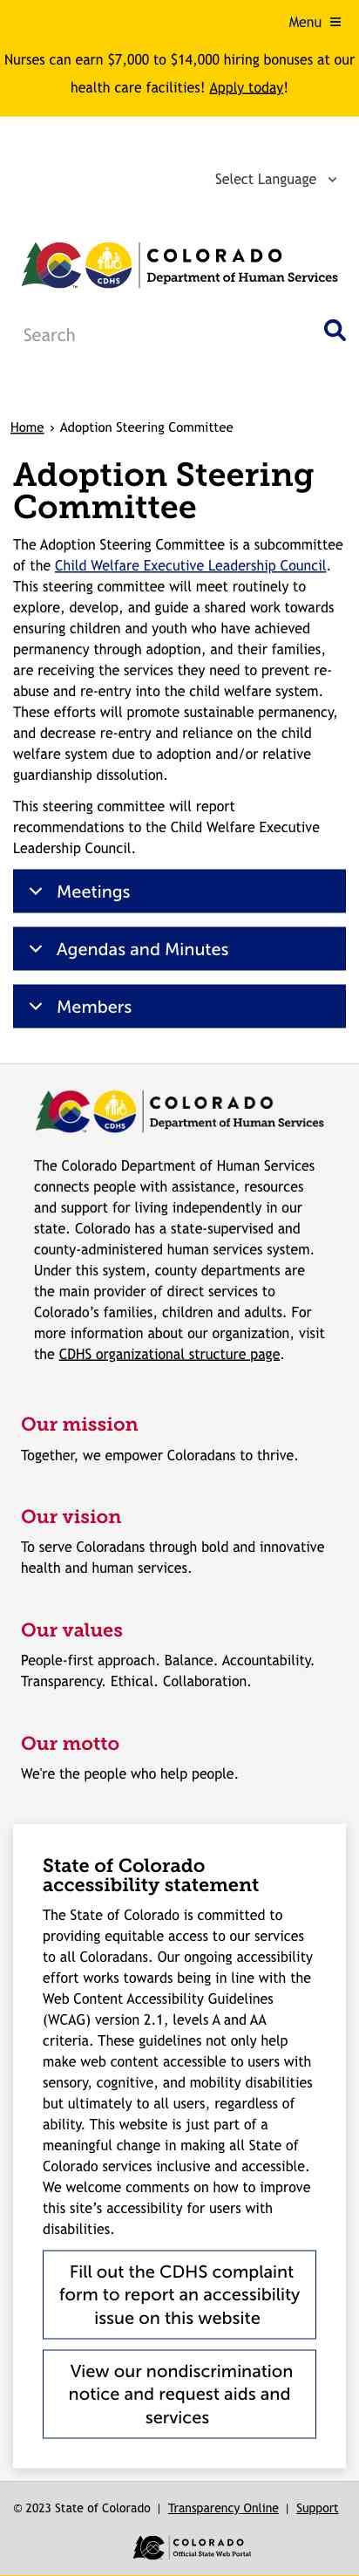 Menu
Nurses can earn $7,000 to $14,000 hiring bonuses at our
health care facilities! Apply today!
Select Language
CDHS
COLORADO
Department of Human Services
Search
Home › Adoption Steering Committee
Adoption Steering
Committee
The Adoption Steering Committee is a subcommittee
of the Child Welfare Executive Leadership Council.
This steering committee will meet routinely to
explore, develop, and guide a shared work towards
ensuring children and youth who have achieved
permanency through adoption, and their families,
are receiving the services they need to prevent re-
abuse and re-entry into the child welfare system.
These efforts will promote sustainable permanency,
and decrease re-entry and reliance on the child
welfare system due to adoption and/or relative
guardianship dissolution.
This steering committee will report
recommendations to the Child Welfare Executive
Leadership Council.
Meetings
Agendas and Minutes
Members
CDHS
COLORADO
Department of Human Services
The Colorado Department of Human Services
connects people with assistance, resources
and support for living independently in our
state. Colorado has a state-supervised and
county-administered human services system.
Under this system, county departments are
the main provider of direct services to
Colorado’s families, children and adults. For
more information about our organization, visit
the CDHS organizational structure page.
Our mission
Together, we empower Coloradans to thrive.
Our vision
To serve Coloradans through bold and innovative
health and human services.
Our values
People-first approach. Balance. Accountability.
Transparency. Ethical. Collaboration.
Our motto
We're the people who help people.
State of Colorado
accessibility statement
The State of Colorado is committed to
providing equitable access to our services
to all Coloradans. Our ongoing accessibility
effort works towards being in line with the
Web Content Accessibility Guidelines
(WCAG) version 2.1, levels A and AA
criteria. These guidelines not only help
make web content accessible to users with
sensory, cognitive, and mobility disabilities
but ultimately to all users, regardless of
ability. This website is just part of a
meaningful change in making all State of
Colorado services inclusive and accessible.
We welcome comments on how to improve
this site’s accessibility for users with
disabilities.
Fill out the CDHS complaint
form to report an accessibility
issue on this website
View our nondiscrimination
notice and request aids and
services
© 2023 State of Colorado | Transparency Online | Support
COLORADO
Official State Web Portal